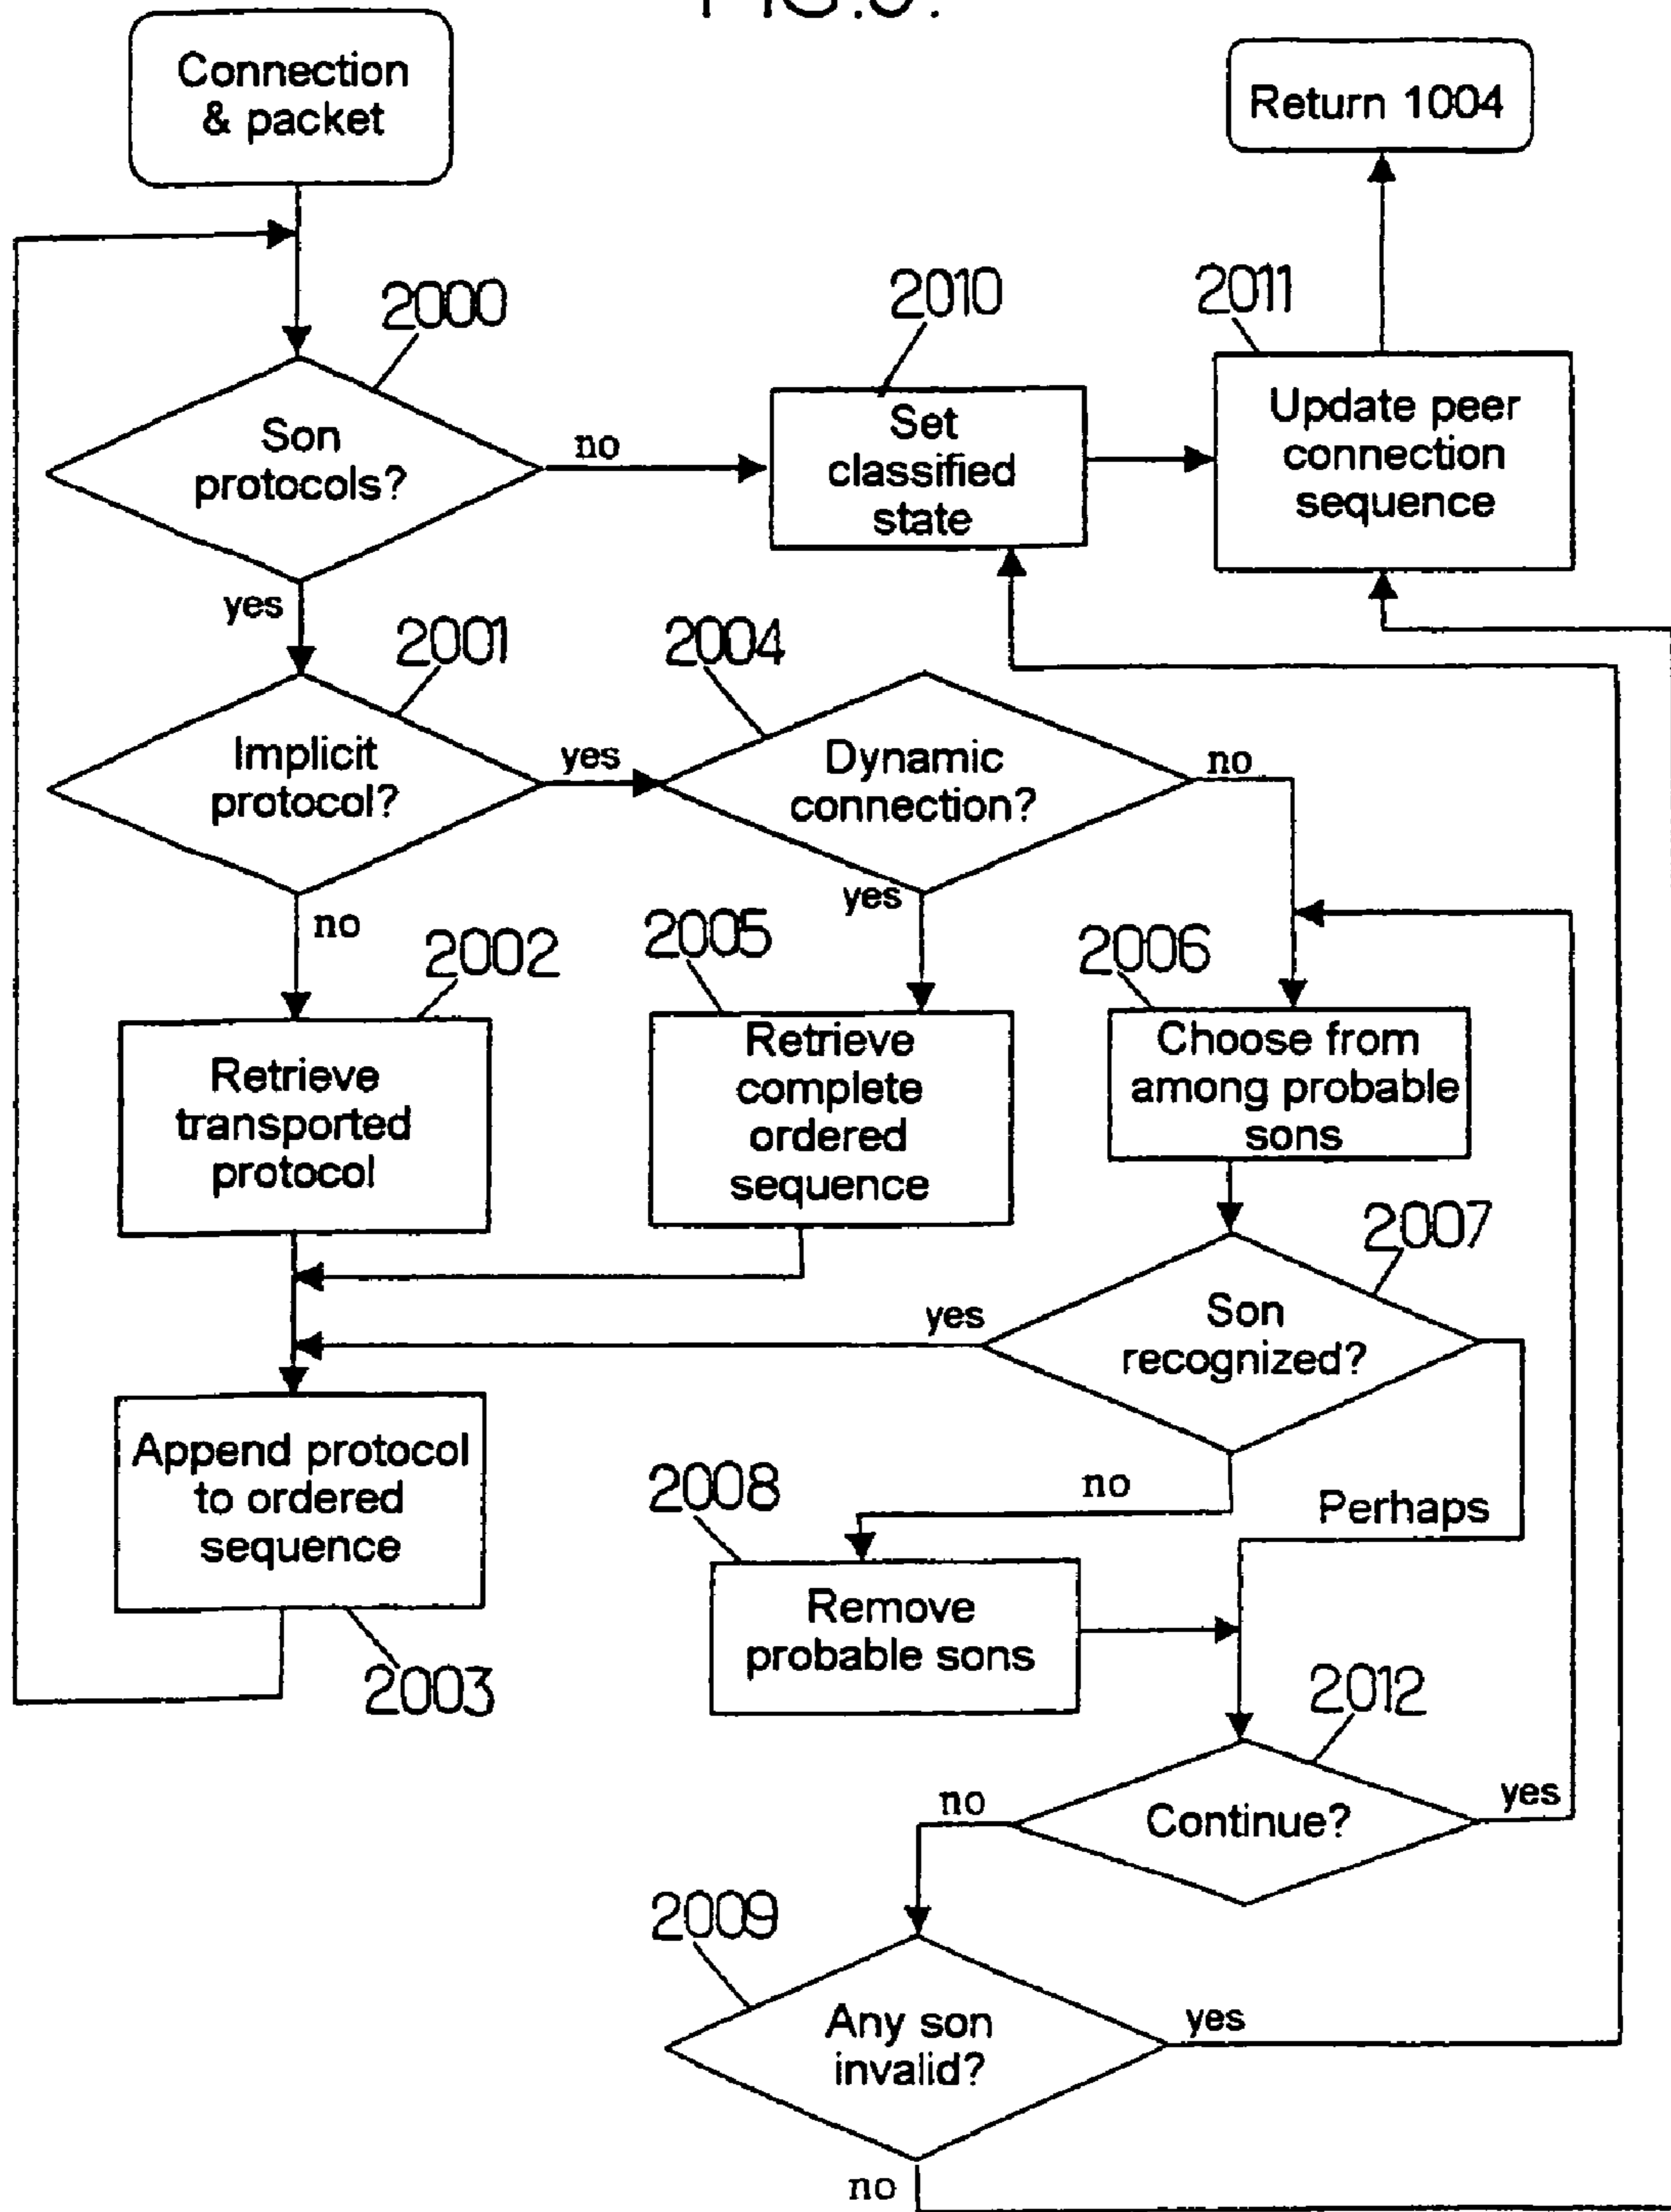 Connection
& packet
Return 1004
2000
2010
2011
Son
protocols?
no
Set
classified
state
Update peer
connection
sequence
yes
2001
2004
Implicit
protocol?
yes
Dynamic
connection?
no
no
yes
2002
2005
2006
Retrieve
transported
protocol
Retrieve
complete
ordered
sequence
Choose from
among probable
sons
2007
yes
Son
recognized?
Append protocol
to ordered
sequence
2003
2008
no
Perhaps
Remove
probable sons
2012
no
Continue?
yes
2009
Any son
invalid?
yes
no